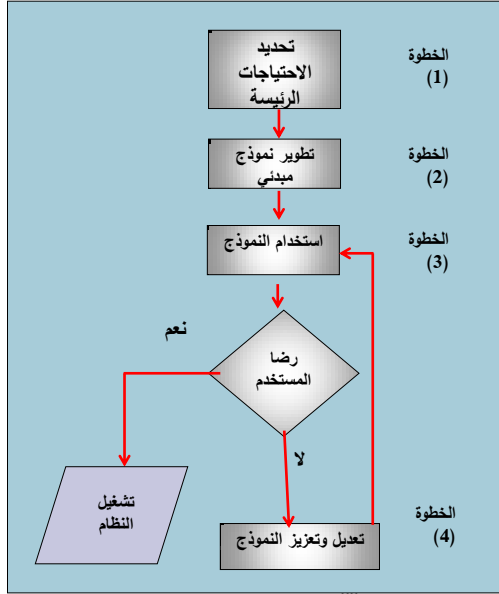 تحديد
الاحتياجات
الرئيسة
الخطوة
(1)
تطوير نموذج
مبدئي
الخطوة
(2)
استخدام النموذج
الخطوة
(3)
نعم
رضا
المستخدم
لا
تشغيل
النظام
تعديل وتعزيز النموذج
الخطوة
(4)